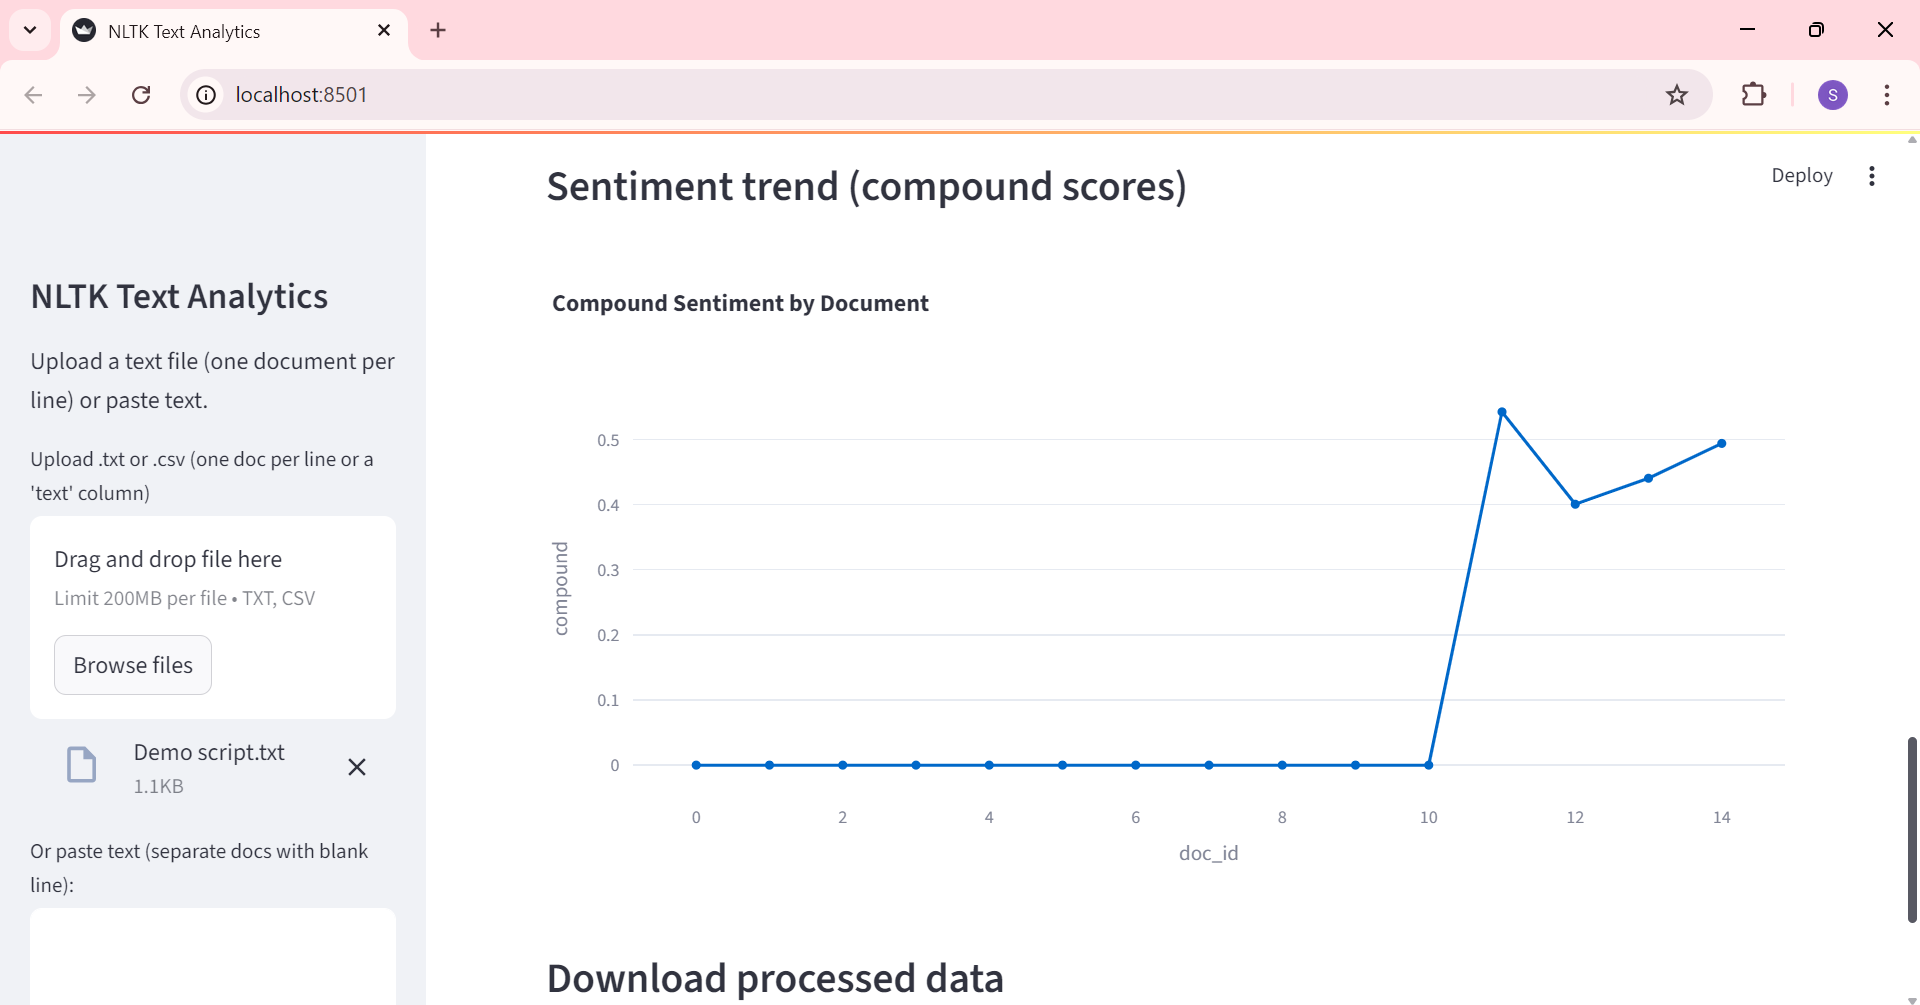 NLTK Text Analytics
localhost:8501
S
Deploy
NLTK Text Analytics
Upload a text file (one document per
line) or paste text.
Upload .txt or .csv (one doc per line or a
'text' column)
Drag and drop file here
Limit 200MB per file • TXT, CSV
Browse files
Demo script.txt
1.1KB
Or paste text (separate docs with blank
line):
Sentiment trend (compound scores)
Compound Sentiment by Document
compound
0.5
0.4
0.3
0.2
0.1
0
0 2 4 6 8 10 12 14
doc_id
Download processed data